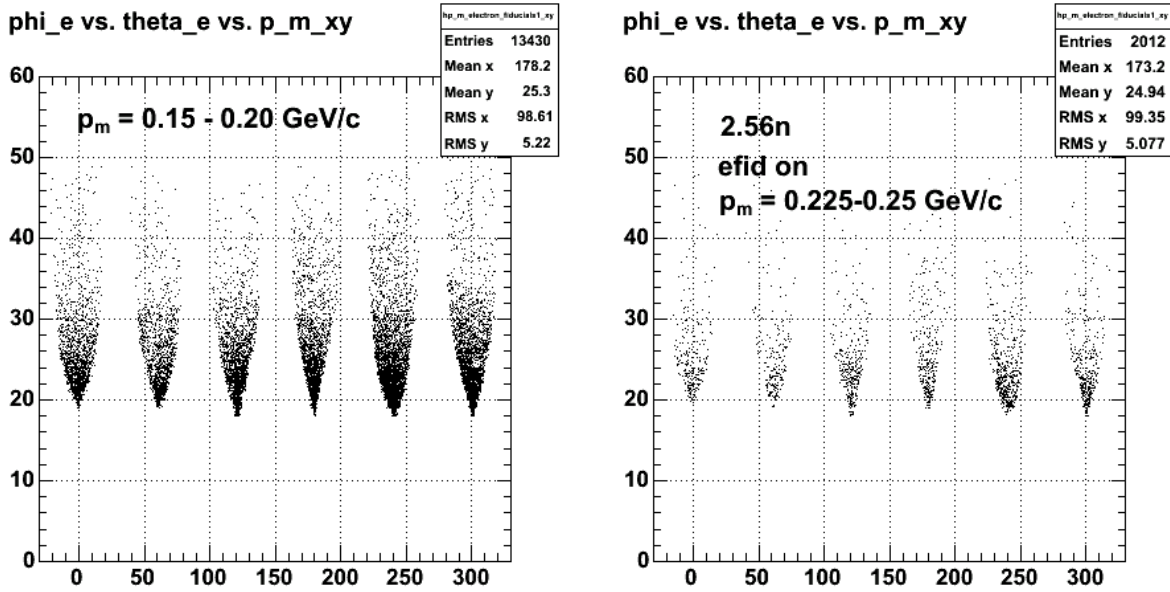 phi_e vs. theta_e vs. p_m_xy
hp_m_electron_fiducials1_xy
Entries 13430
Mean x 178.2
Mean y 25.3
RMS x 98.61
RMS y 5.22
p_m = 0.15 - 0.20 GeV/c
60
50
40
30
20
10
0
0 50 100 150 200 250 300
phi_e vs. theta_e vs. p_m_xy
hp_m_electron_fiducials1_xy
Entries 2012
Mean x 173.2
Mean y 24.94
RMS x 99.35
RMS y 5.077
2.56n
efid on
p_m = 0.225-0.25 GeV/c
60
50
40
30
20
10
0
0 50 100 150 200 250 300